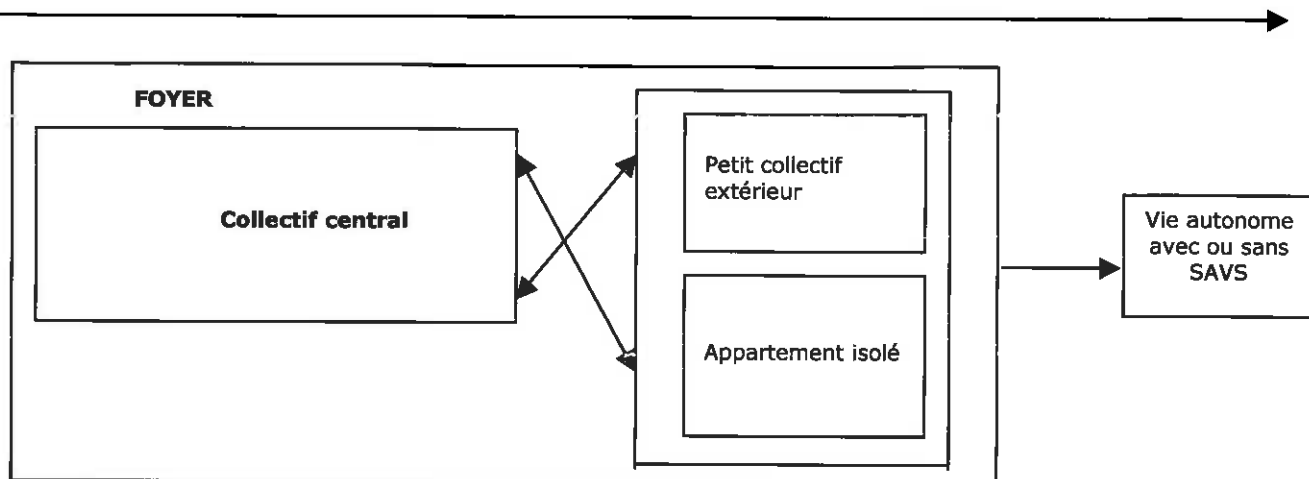 FOYER
Collectif central
Petit collectif
extérieur
Appartement isolé
Vie autonome
avec ou sans
SAVS